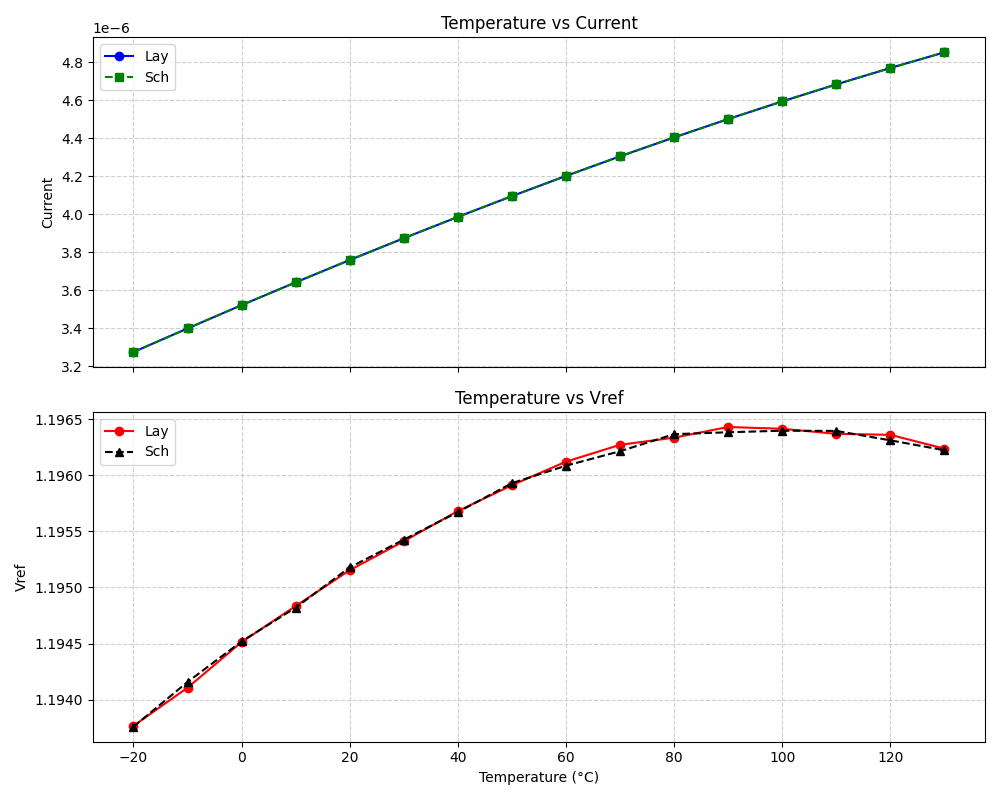 Temperature vs Current
1e−6
Lay
Sch
4.8
4.6
4.4
4.2
4.0
3.8
3.6
3.4
3.2
Current
Temperature vs Vref
Lay
Sch
1.1965
1.1960
1.1955
1.1950
1.1945
1.1940
Vref
−20 0 20 40 60 80 100 120
Temperature (°C)